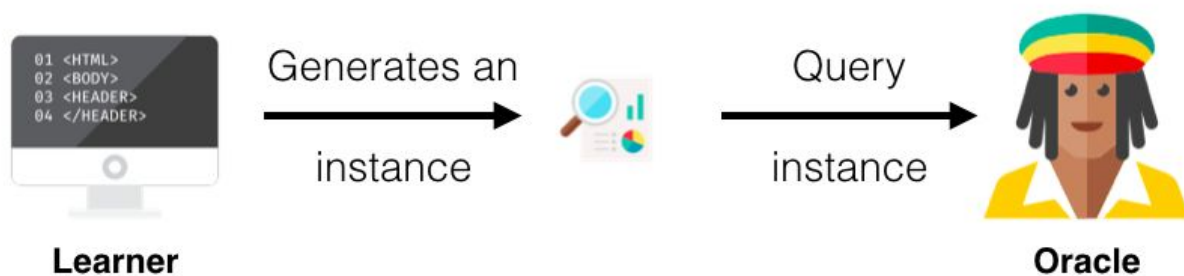 01 <HTML>
02 <BODY>
03 <HEADER>
04 </HEADER>
Generates an
instance
Query
instance
Learner
Oracle